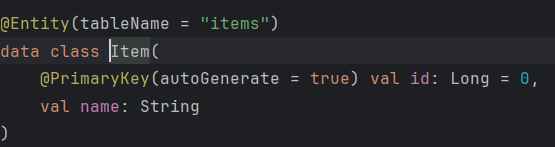 @Entity(tableName = "items")
data class Item(
    @PrimaryKey(autoGenerate = true) val id: Long = 0,
    val name: String
)